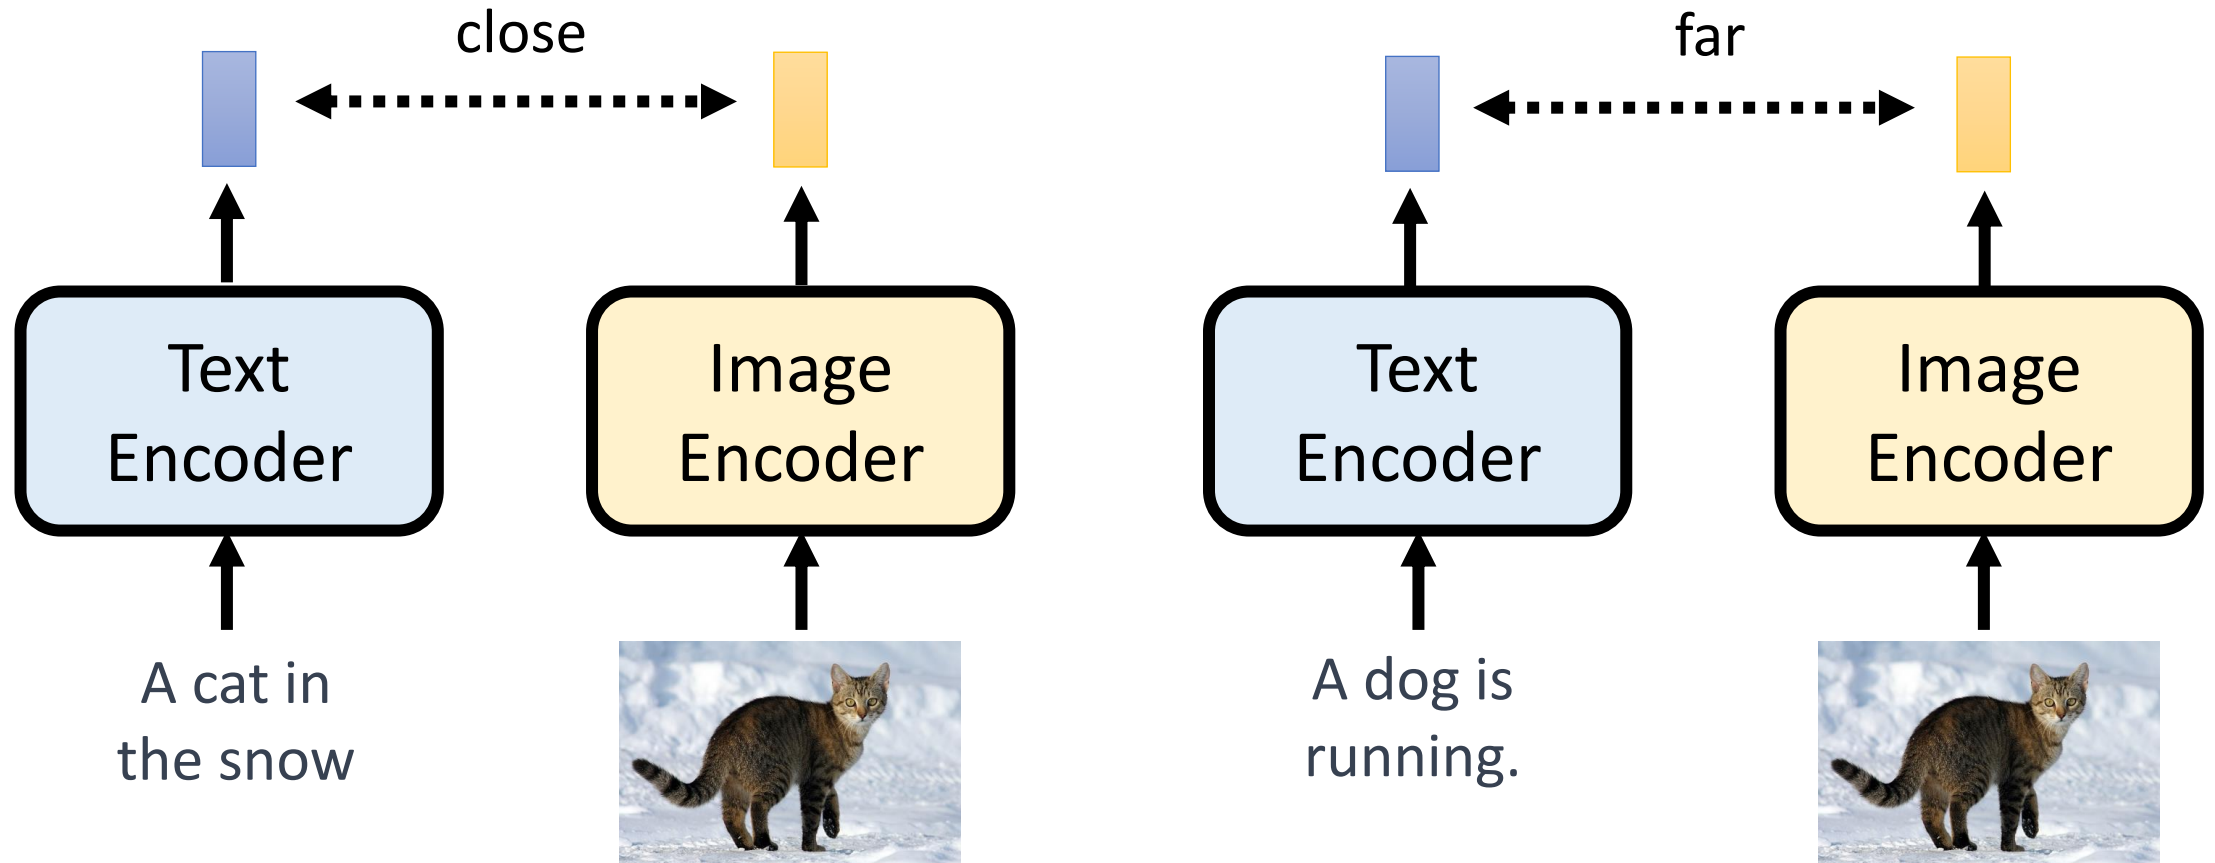 close
far
Text
Encoder
Image
Encoder
Text
Encoder
Image
Encoder
A cat in
the snow
A dog is
running.